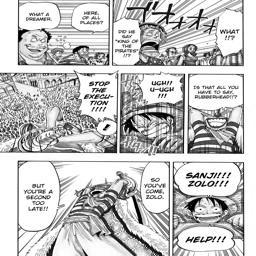 WHAT
!!?
DID HE
SAY
"KING OF
THE
PIRATES"?
HERE,
OF ALL
PLACES?
WHAT A
DREAMER.
IS THAT ALL
YOU HAVE
TO SAY,
RUBBERHEAD!?
UGH!!
U-UGH
!!!
STOP
THE
EXECU-
TION
!!!!
SANJI!!!
ZOLO!!!
HELP!!!
SO
YOU'VE
COME,
ZOLO.
BUT
YOU'RE
A SECOND
TOO
LATE!!